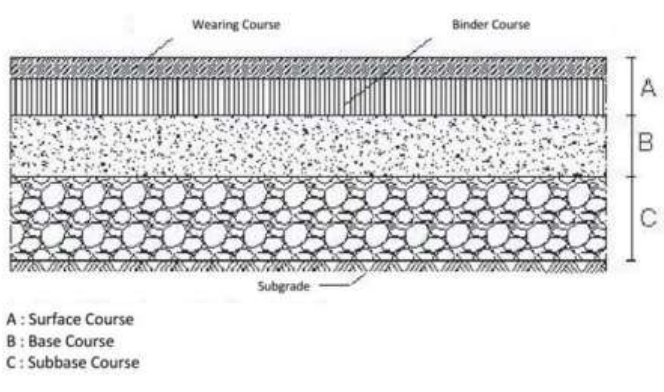 Wearing Course Binder Course
A
B
C
Subgrade
A : Surface Course
B : Base Course
C : Subbase Course